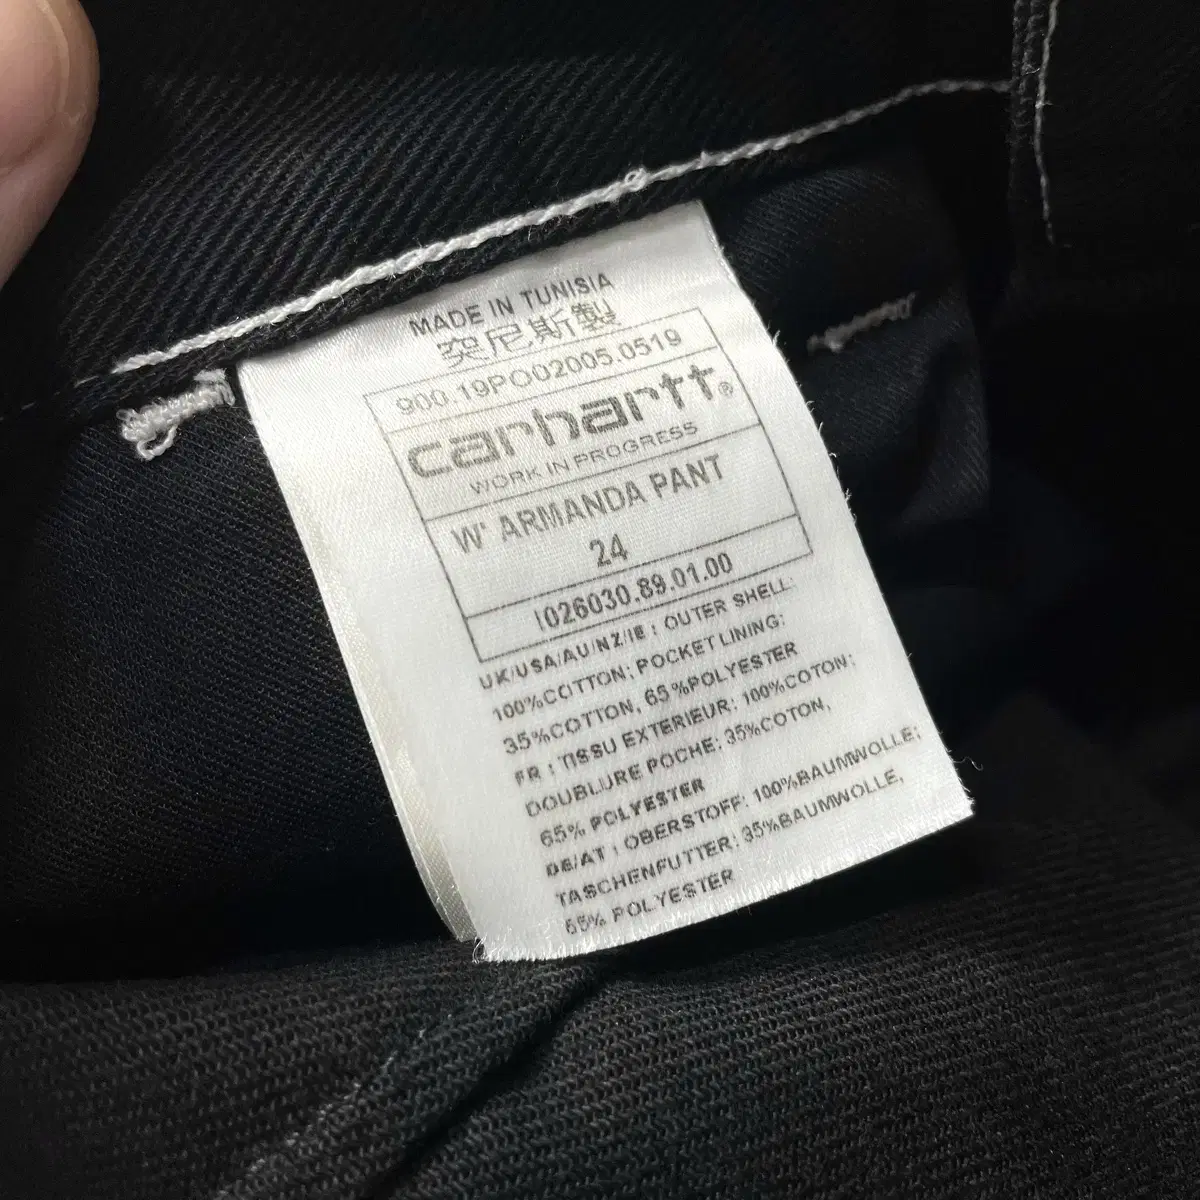 MADE IN TUNISIA
突尼斯製
900.19PO02005.0519
carhartt®
WORK IN PROGRESS
W' ARMANDA PANT
24
I026030.89.01.00
UK/USA/AU/NZ/IE : OUTER SHELL:
100%COTTON; POCKET LINING:
35%COTTON, 65%POLYESTER
FR : TISSU EXTERIEUR: 100%COTON;
DOUBLURE POCHE: 35%COTON,
65% POLYESTER
DE/AT : OBERSTOFF: 100%BAUMWOLLE;
TASCHENFUTTER: 35%BAUMWOLLE,
65% POLYESTER